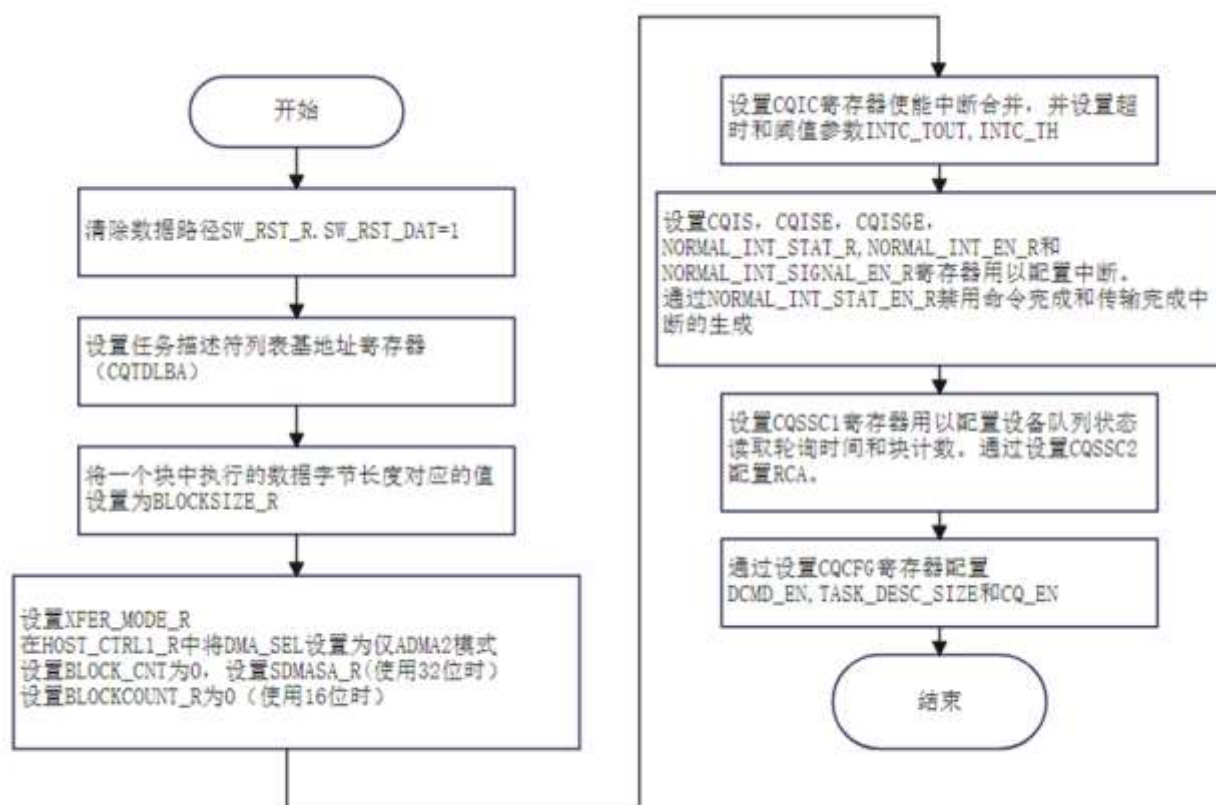 开始
清除数据路径SW_RST_R.SW_RST_DAT=1
设置任务描述符列表基地址寄存器
（CQTDLBA）
将一个块中执行的数据字节长度对应的值
设置为BLOCKSIZE_R
设置XFER_MODE_R
在HOST_CTRL1_R中将DMA_SEL设置为仅ADMA2模式
设置BLOCK_CNT为0，设置SDMASA_R(使用32位时）
设置BLOCKCOUNT_R为0（使用16位时）
设置CQIC寄存器使能中断合并，并设置超
时和阈值参数INTC_TOUT,INTC_TH
设置CQIS，CQISE，CQISGE，
NORMAL_INT_STAT_R,NORMAL_INT_EN_R和
NORMAL_INT_SIGNAL_EN_R寄存器用以配置中断。
通过NORMAL_INT_STAT_EN_R禁用命令完成和传输完成中
断的生成
设置CQSSC1寄存器用以配置设备队列状态
读取轮询时间和块计数。通过设置CQSSC2
配置RCA。
通过设置CQCFG寄存器配置
DCMD_EN,TASK_DESC_SIZE和CQ_EN
结束